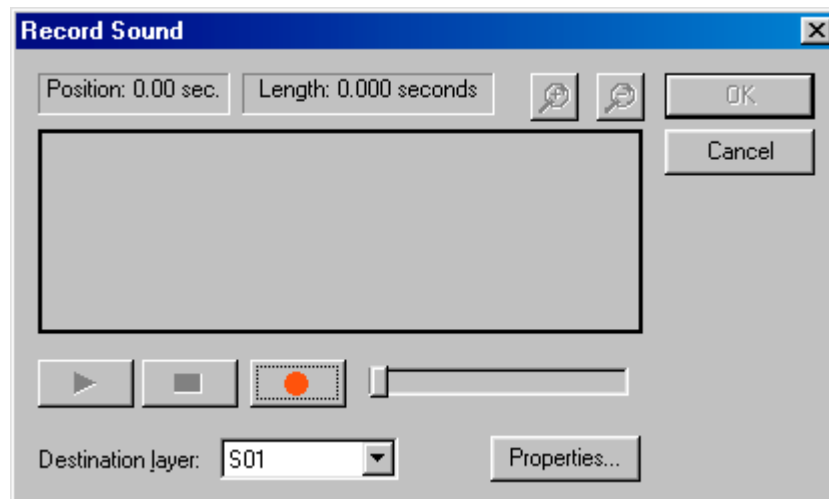 Record Sound
Position: 0.00 sec.
Length: 0.000 seconds
OK
Cancel
Destination layer:
S01
Properties...